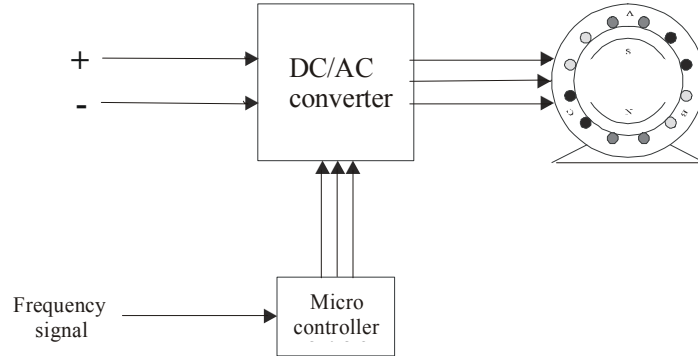 +
-
DC/AC
converter
A
S
N
C
B
Frequency
signal
Micro
controller